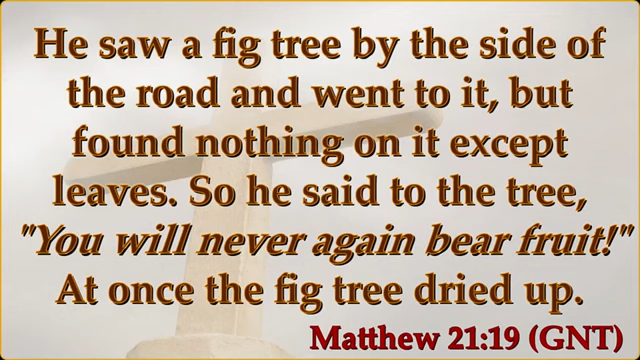 He saw a fig tree by the side of
the road and went to it, but
found nothing on it except
leaves. So he said to the tree,
"You will never again bear fruit!"
At once the fig tree dried up.
Matthew 21:19 (GNT)